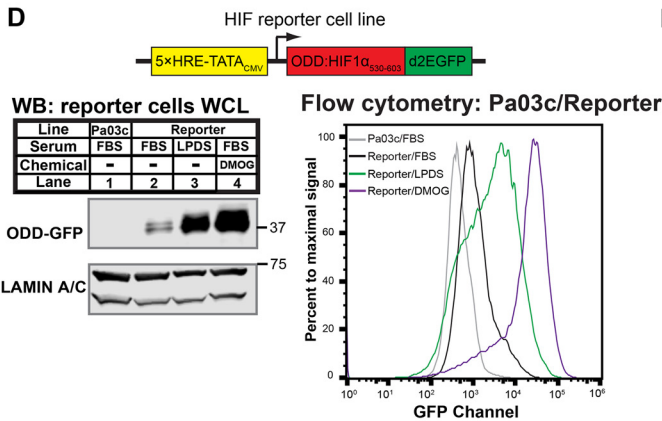 D
HIF reporter cell line
5×HRE-TATACMV ODD:HIF1α530-603 d2EGFP
WB: reporter cells WCL
Line Pa03c Reporter
Serum FBS FBS LPDS FBS
Chemical - - - DMOG
Lane 1 2 3 4
ODD-GFP
37
75
LAMIN A/C
Flow cytometry: Pa03c/Reporter
Pa03c/FBS
Reporter/FBS
Reporter/LPDS
Reporter/DMOG
Percent to maximal signal
100
80
60
40
20
0
10⁰ 10¹ 10² 10³ 10⁴ 10⁵ 10⁶
GFP Channel